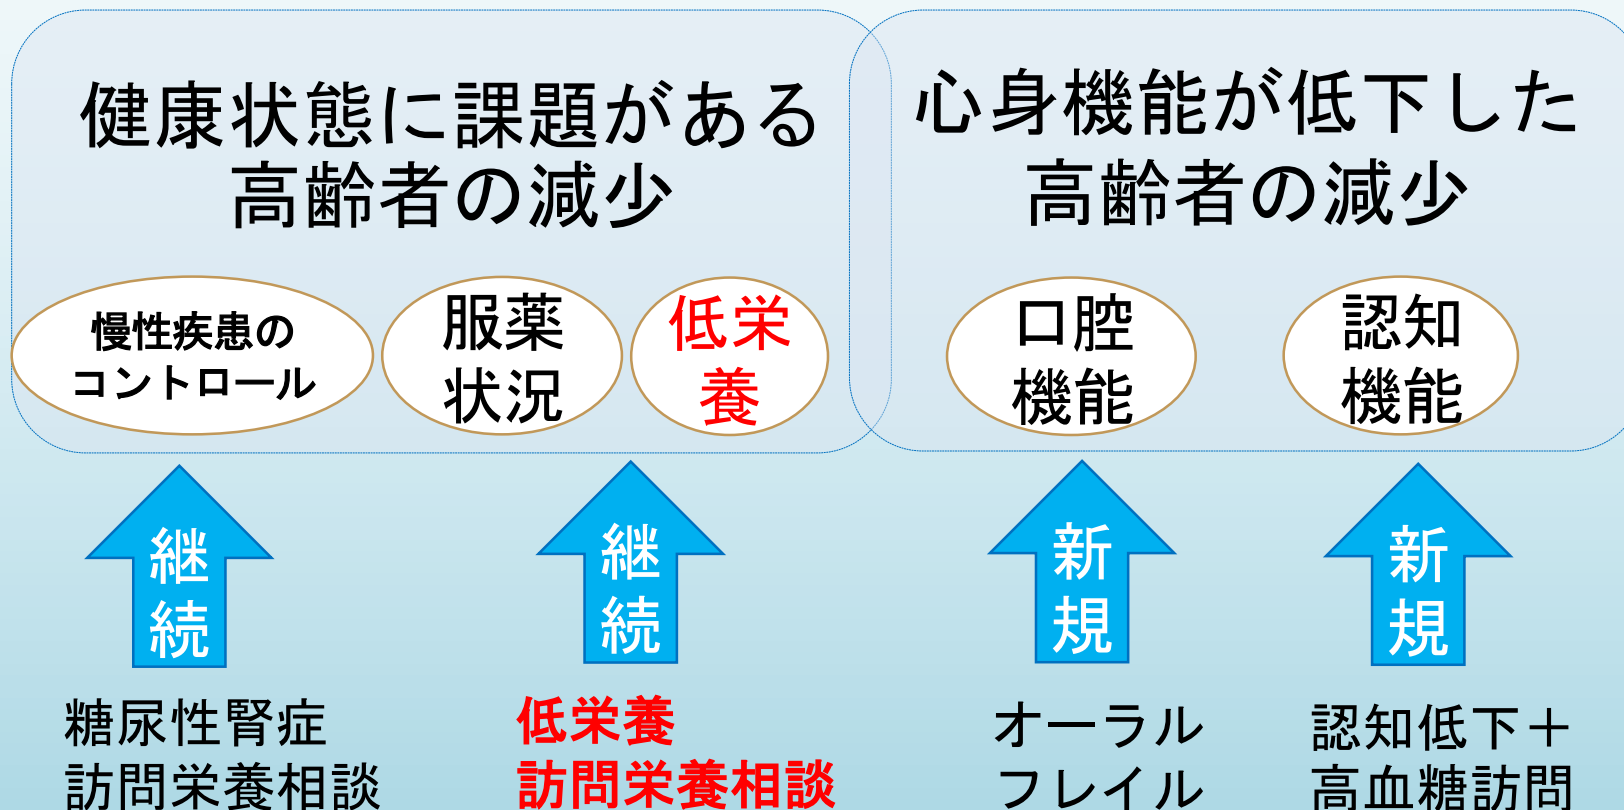 健康状態に課題がある
高齢者の減少
心身機能が低下した
高齢者の減少
慢性疾患の
コントロール
服薬
状況
低栄
養
口腔
機能
認知
機能
継
続
継
続
新
規
新
規
糖尿性腎症
訪問栄養相談
低栄養
訪問栄養相談
オーラル
フレイル
認知低下＋
高血糖訪問